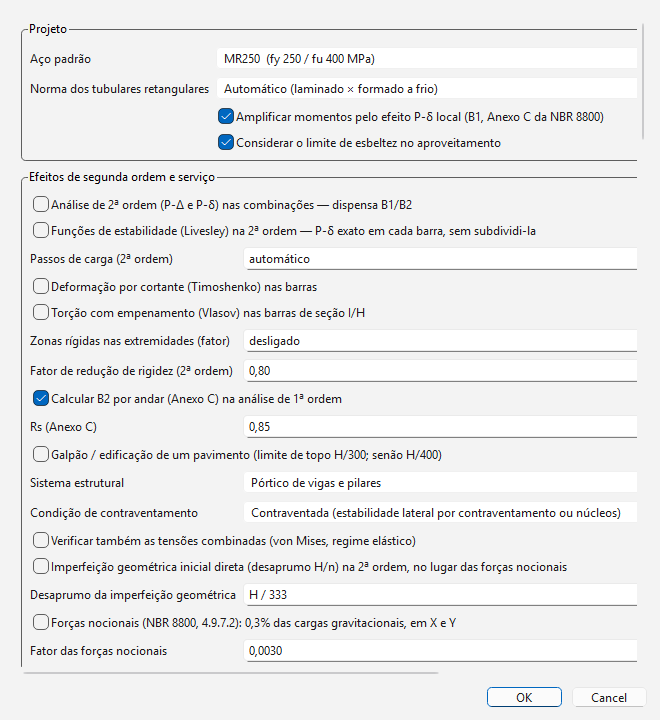 Projeto
Aço padrão MR250 (fy 250 / fu 400 MPa)
Norma dos tubulares retangulares Automático (laminado × formado a frio)
Amplificar momentos pelo efeito P-δ local (B1, Anexo C da NBR 8800)
Considerar o limite de esbeltez no aproveitamento
Efeitos de segunda ordem e serviço
Análise de 2ª ordem (P-Δ e P-δ) nas combinações — dispensa B1/B2
Funções de estabilidade (Livesley) na 2ª ordem — P-δ exato em cada barra, sem subdividi-la
Passos de carga (2ª ordem) automático
Deformação por cortante (Timoshenko) nas barras
Torção com empenamento (Vlasov) nas barras de seção I/H
Zonas rígidas nas extremidades (fator) desligado
Fator de redução de rigidez (2ª ordem) 0,80
Calcular B2 por andar (Anexo C) na análise de 1ª ordem
Rs (Anexo C) 0,85
Galpão / edificação de um pavimento (limite de topo H/300; senão H/400)
Sistema estrutural Pórtico de vigas e pilares
Condição de contraventamento Contraventada (estabilidade lateral por contraventamento ou núcleos)
Verificar também as tensões combinadas (von Mises, regime elástico)
Imperfeição geométrica inicial direta (desaprumo H/n) na 2ª ordem, no lugar das forças nocionais
Desaprumo da imperfeição geométrica H / 333
Forças nocionais (NBR 8800, 4.9.7.2): 0,3% das cargas gravitacionais, em X e Y
Fator das forças nocionais 0,0030
OK Cancel